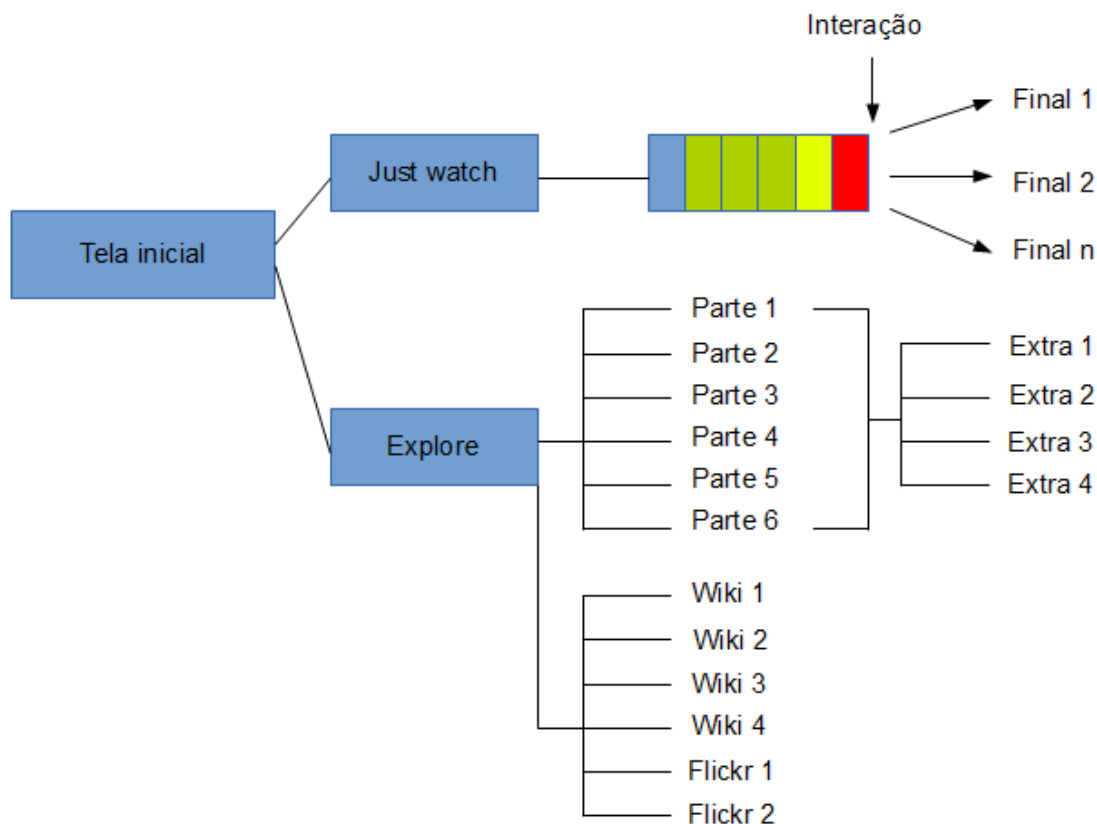 Interação
Final 1
Just watch
Final 2
Tela inicial
Final n
Parte 1
Extra 1
Parte 2
Extra 2
Parte 3
Explore
Parte 4
Extra 3
Parte 5
Extra 4
Parte 6
Wiki 1
Wiki 2
Wiki 3
Wiki 4
Flickr 1
Flickr 2